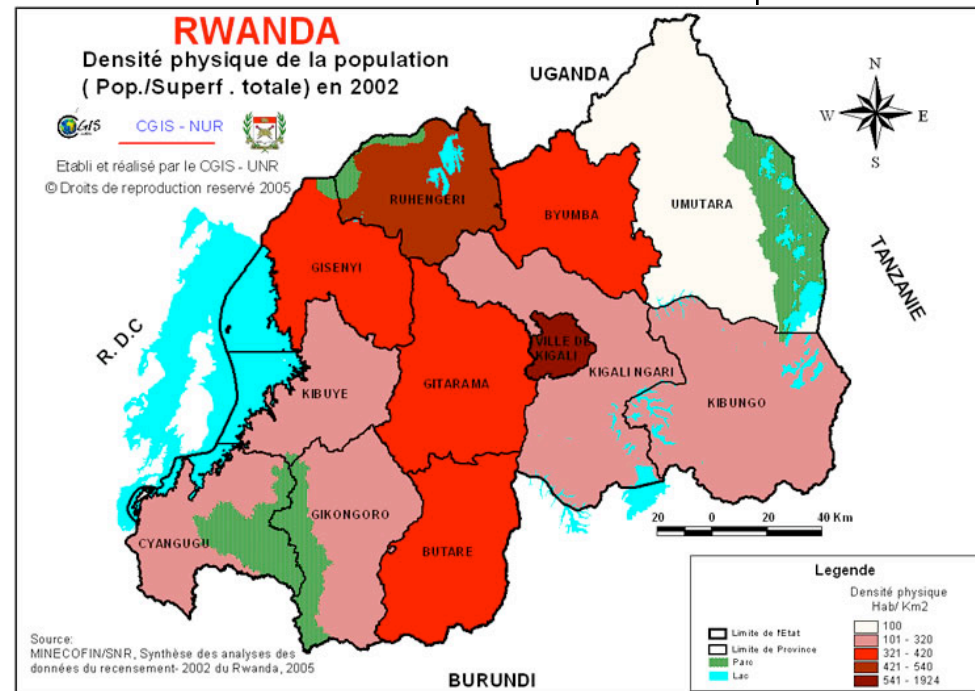 RWANDA
Densité physique de la population
( Pop./Superf . totale) en 2002
CGIS
CGIS - NUR
Etabli et réalisé par le CGIS - UNR
© Droits de reproduction reservé 2005
UGANDA
N
W
E
S
TANZANIE
R. D.C
BURUNDI
RUHENGERI
BYUMBA
UMUTARA
GISENYI
VILLE DE
KIGALI
KIGALI NGARI
GITARAMA
KIBUYE
KIBUNGO
GIKONGORO
CYANGUGU
BUTARE
20 0 20 40 Km
Legende
Densité physique
Hab/ Km2
Limite de l'Etat
Limite de Province
Parc
Lac
100
101 - 320
321 - 420
421 - 540
541 - 1924
Source:
MINECOFIN/SNR, Synthèse des analyses des
données du recensement- 2002 du Rwanda, 2005